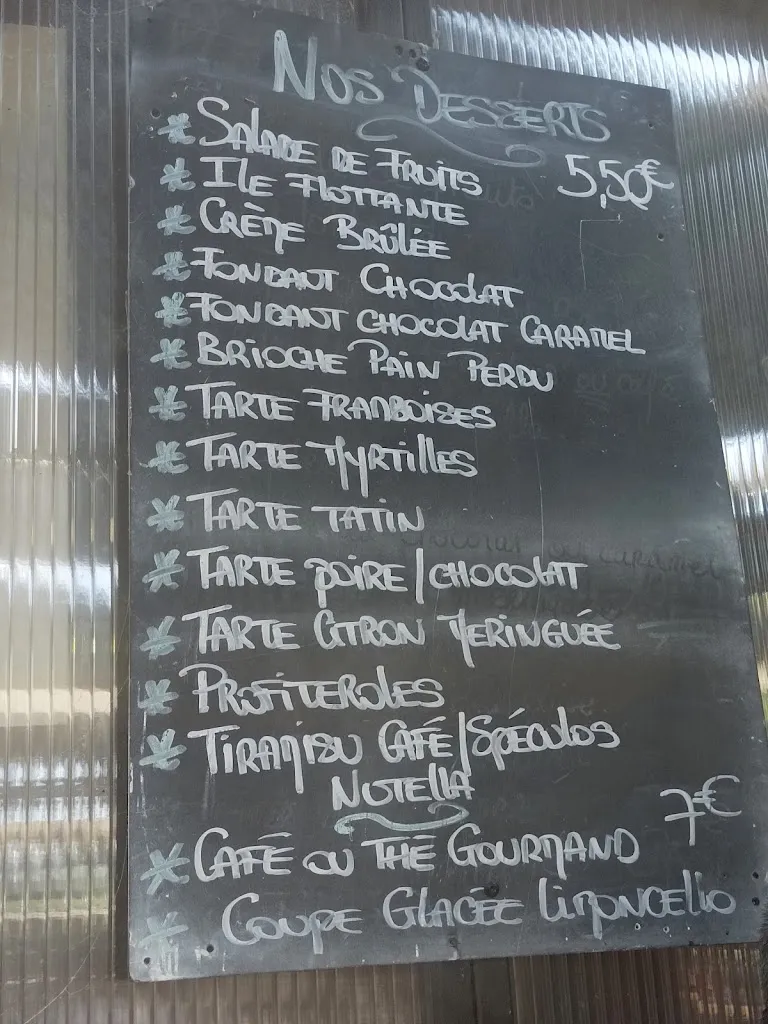 NOS DESSERTS
* SALADE DE FRUITS 5,50€
* ILE FLOTTANTE
* CRÈME BRÛLÉE
* FONDANT CHOCOLAT
* FONDANT CHOCOLAT CARAMEL
* BRIOCHE PAIN PERDU
* TARTE FRAMBOISES
* TARTE MYRTILLES
* TARTE TATIN
* TARTE POIRE/CHOCOLAT
* TARTE CITRON MERINGUÉE
* PROFITEROLES
* TIRAMISU CAFÉ/SPÉCULOS
NUTELLA
7€
* CAFÉ OU THÉ GOURMAND
* COUPE GLACÉE LIMONCELLO